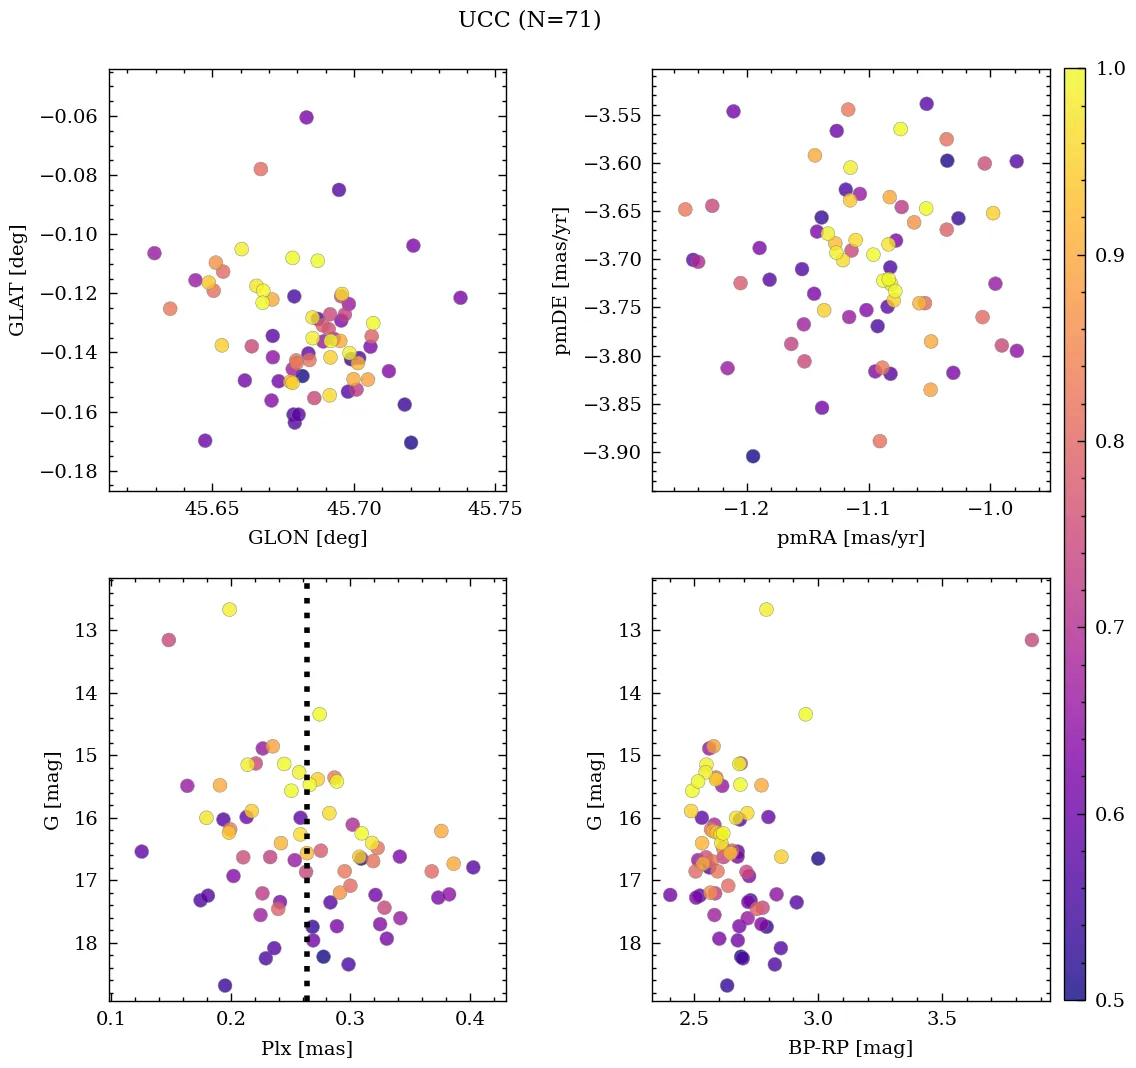 UCC (N=71)
−0.06
−0.08
−0.10
−0.12
−0.14
−0.16
−0.18
GLAT [deg]
45.65 45.70 45.75
GLON [deg]
−3.55
−3.60
−3.65
−3.70
−3.75
−3.80
−3.85
−3.90
pmDE [mas/yr]
−1.2 −1.1 −1.0
pmRA [mas/yr]
13
14
15
16
17
18
G [mag]
0.1 0.2 0.3 0.4
Plx [mas]
13
14
15
16
17
18
G [mag]
2.5 3.0 3.5
BP-RP [mag]
1.0
0.9
0.8
0.7
0.6
0.5